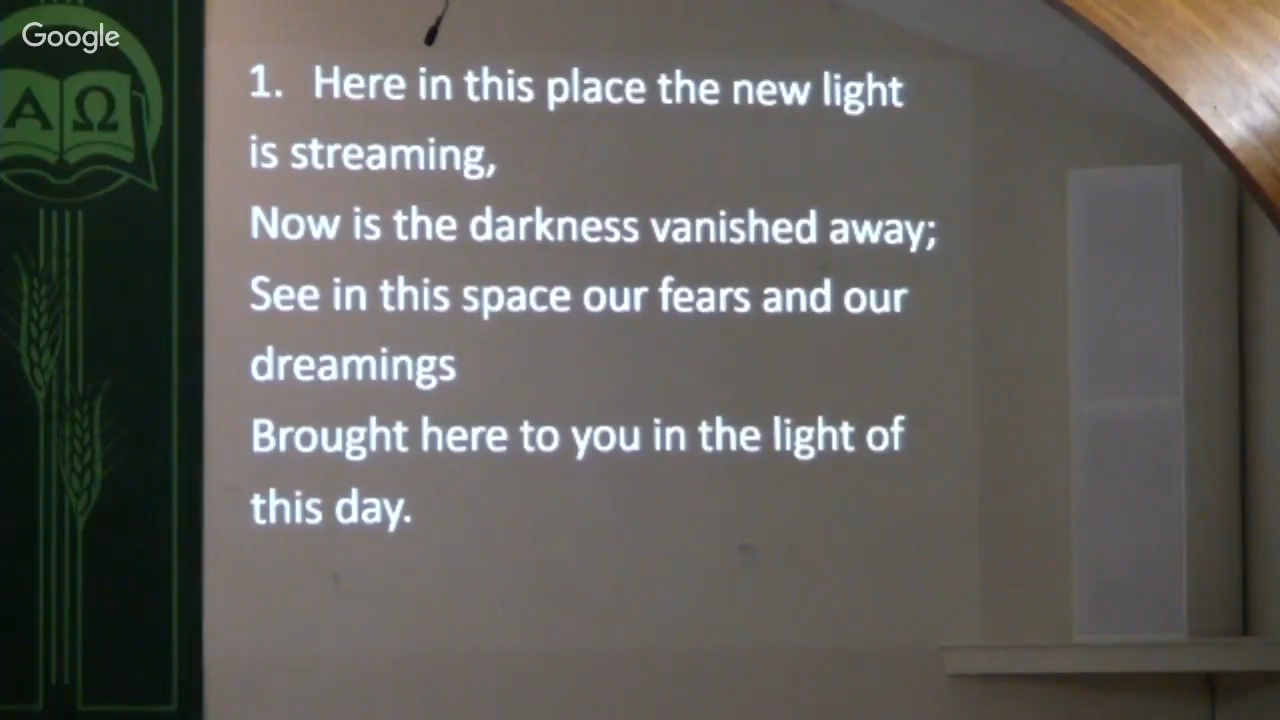 Google
Α Ω
1. Here in this place the new light
is streaming,
Now is the darkness vanished away;
See in this space our fears and our
dreamings
Brought here to you in the light of
this day.